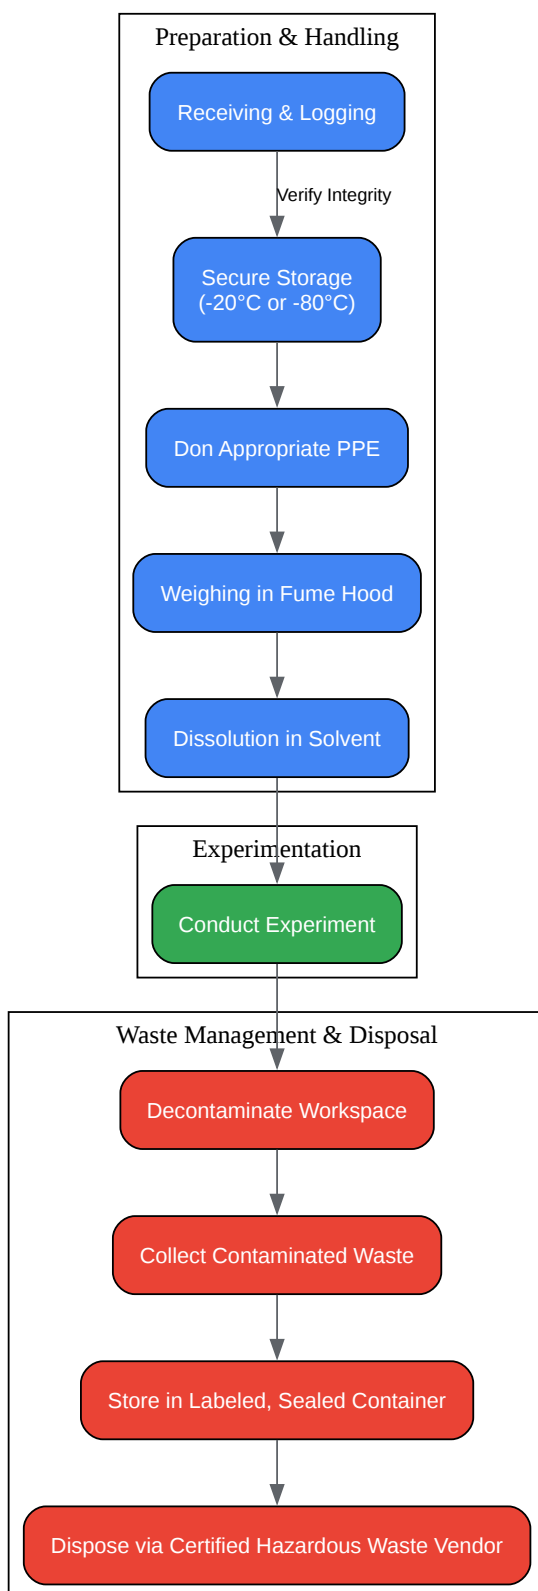 Preparation & Handling
Receiving & Logging
Verify Integrity
Secure Storage
(-20°C or -80°C)
Don Appropriate PPE
Weighing in Fume Hood
Dissolution in Solvent
Experimentation
Conduct Experiment
Waste Management & Disposal
Decontaminate Workspace
Collect Contaminated Waste
Store in Labeled, Sealed Container
Dispose via Certified Hazardous Waste Vendor